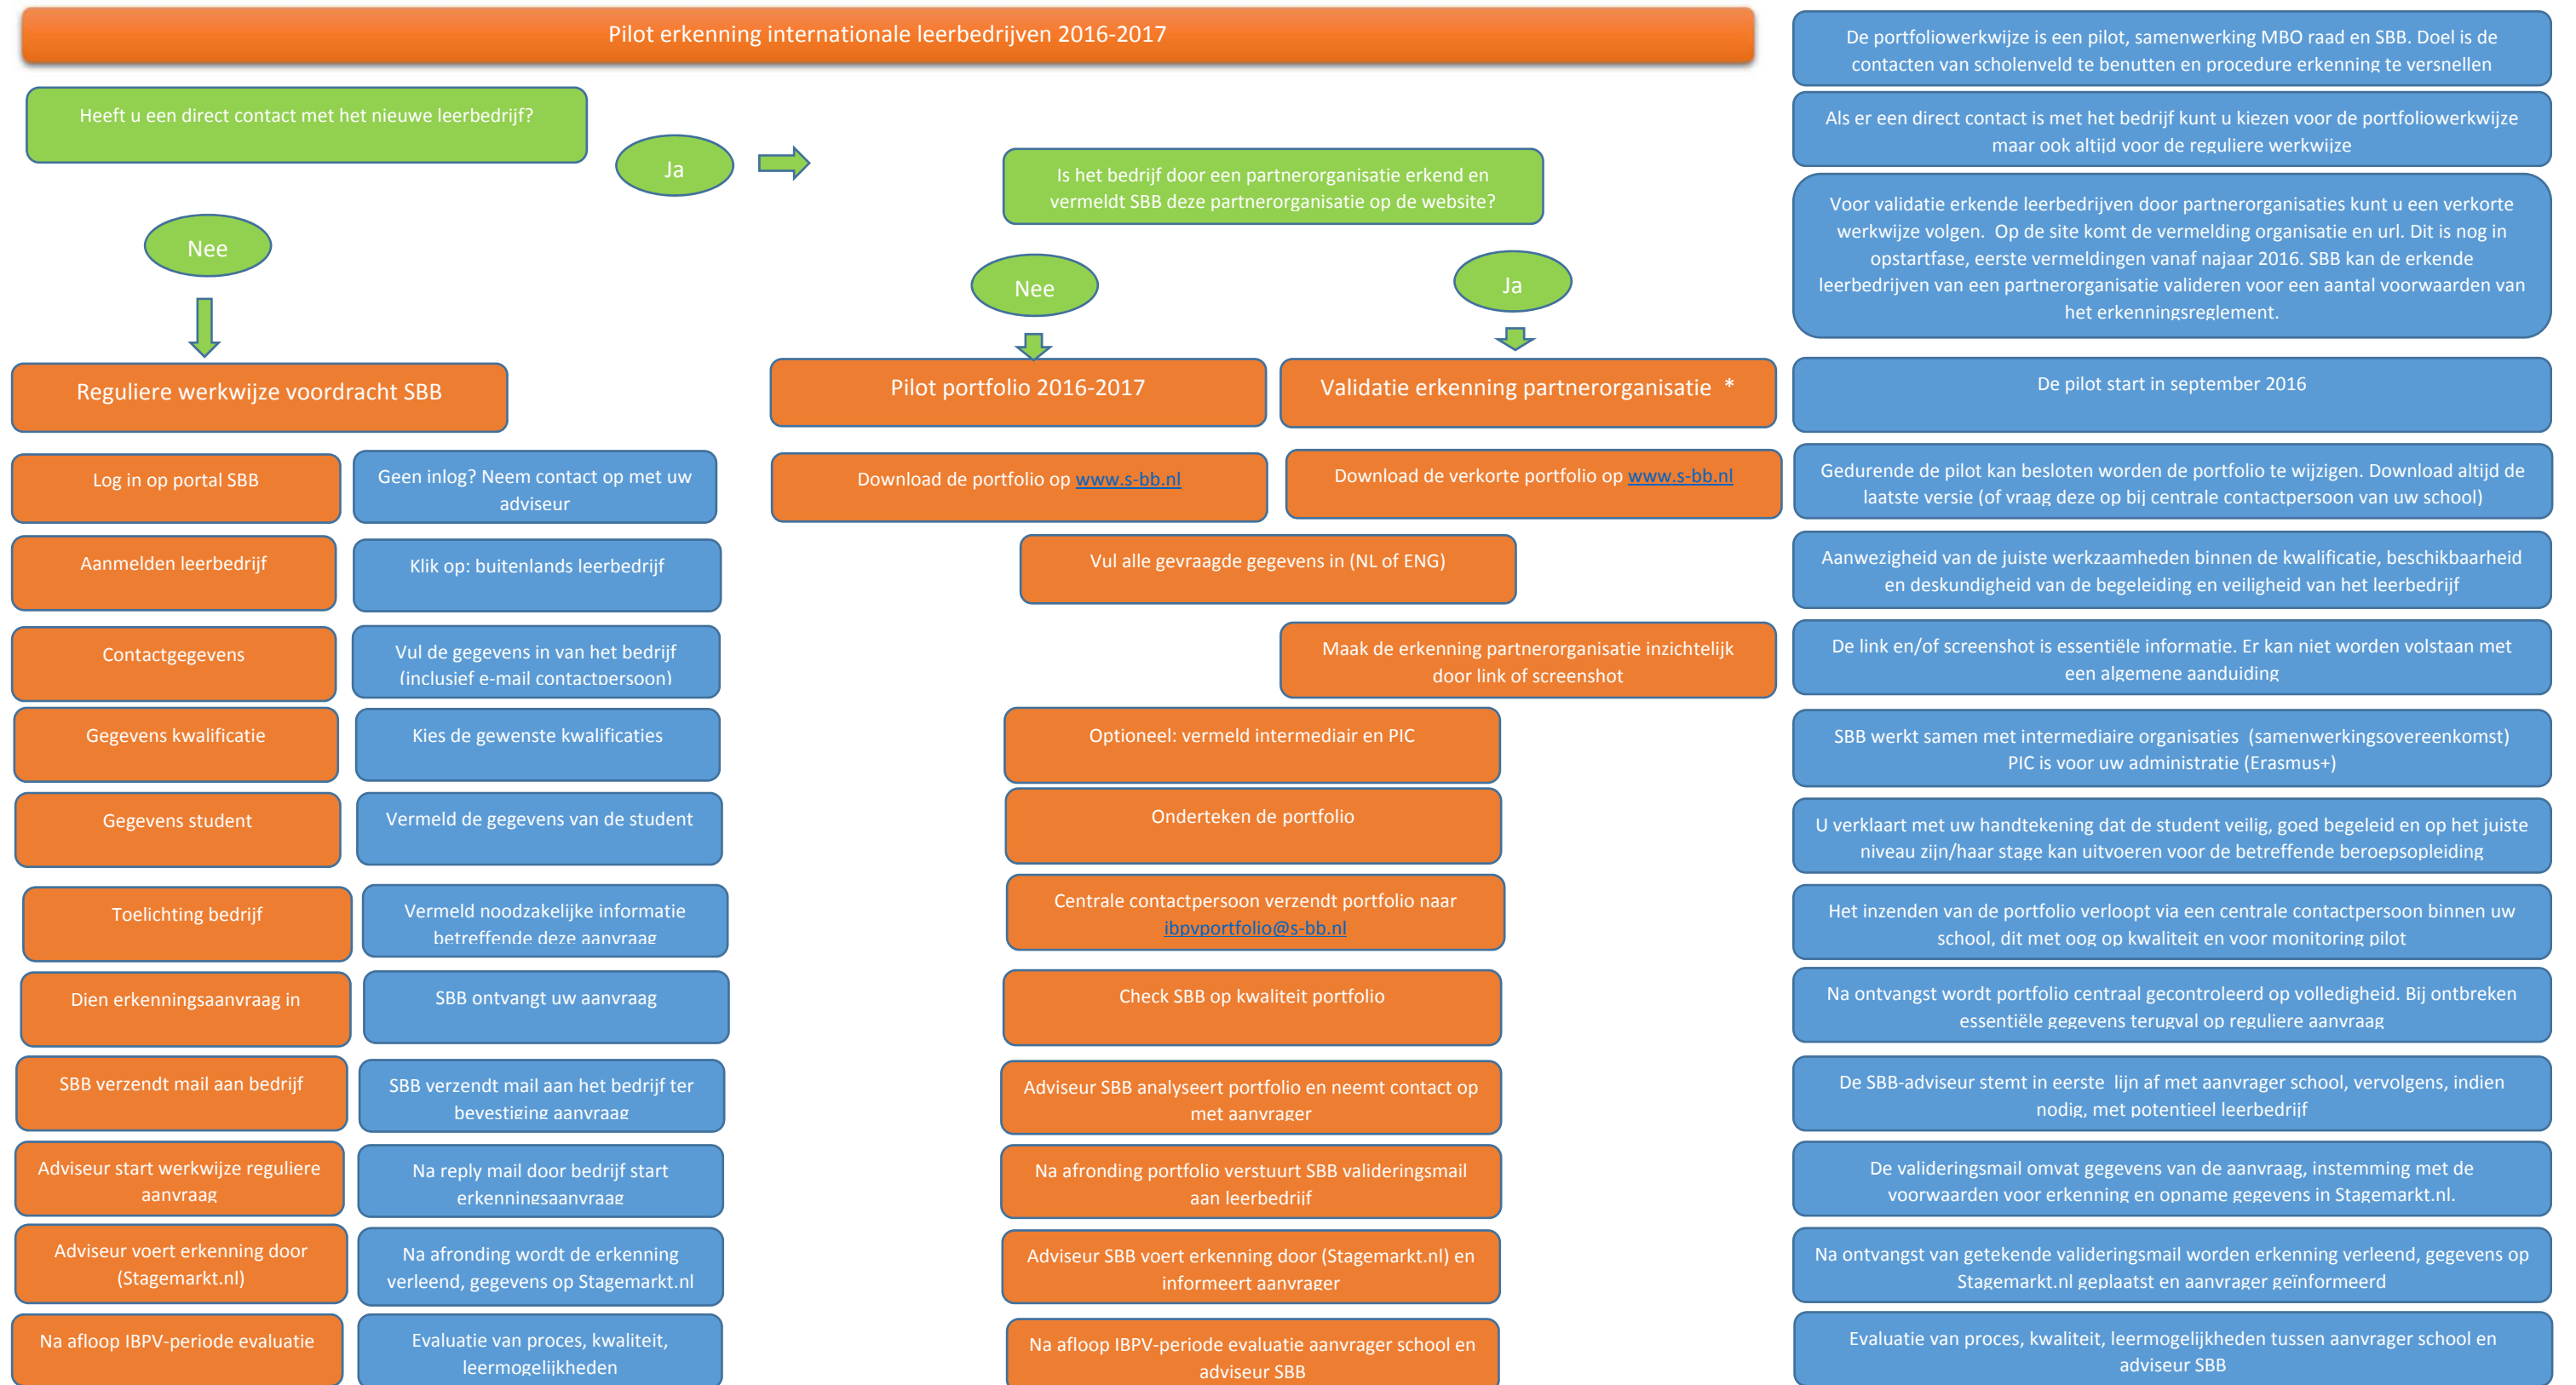 Pilot erkenning internationale leerbedrijven 2016-2017
Heeft u een direct contact met het nieuwe leerbedrijf?
Ja
Nee
Is het bedrijf door een partnerorganisatie erkend en
vermeldt SBB deze partnerorganisatie op de website?
Nee
Ja
Reguliere werkwijze voordracht SBB
Log in op portal SBB
Geen inlog? Neem contact op met uw
adviseur
Aanmelden leerbedrijf
Klik op: buitenlands leerbedrijf
Contactgegevens
Vul de gegevens in van het bedrijf
(inclusief e-mail contactpersoon)
Gegevens kwalificatie
Kies de gewenste kwalificaties
Gegevens student
Vermeld de gegevens van de student
Toelichting bedrijf
Vermeld noodzakelijke informatie
betreffende deze aanvraag
Dien erkenningsaanvraag in
SBB ontvangt uw aanvraag
SBB verzendt mail aan bedrijf
SBB verzendt mail aan het bedrijf ter
bevestiging aanvraag
Adviseur start werkwijze reguliere
aanvraag
Na reply mail door bedrijf start
erkenningsaanvraag
Adviseur voert erkenning door
(Stagemarkt.nl)
Na afronding wordt de erkenning
verleend, gegevens op Stagemarkt.nl
Na afloop IBPV-periode evaluatie
Evaluatie van proces, kwaliteit,
leermogelijkheden
Pilot portfolio 2016-2017
Validatie erkenning partnerorganisatie *
Download de portfolio op www.s-bb.nl
Download de verkorte portfolio op www.s-bb.nl
Vul alle gevraagde gegevens in (NL of ENG)
Maak de erkenning partnerorganisatie inzichtelijk
door link of screenshot
Optioneel: vermeld intermediair en PIC
Onderteken de portfolio
Centrale contactpersoon verzendt portfolio naar
ibpvportfolio@s-bb.nl
Check SBB op kwaliteit portfolio
Adviseur SBB analyseert portfolio en neemt contact op
met aanvrager
Na afronding portfolio verstuurt SBB valideringsmail
aan leerbedrijf
Adviseur SBB voert erkenning door (Stagemarkt.nl) en
informeert aanvrager
Na afloop IBPV-periode evaluatie aanvrager school en
adviseur SBB
De portfoliowerkwijze is een pilot, samenwerking MBO raad en SBB. Doel is de
contacten van scholenveld te benutten en procedure erkenning te versnellen
Als er een direct contact is met het bedrijf kunt u kiezen voor de portfoliowerkwijze
maar ook altijd voor de reguliere werkwijze
Voor validatie erkende leerbedrijven door partnerorganisaties kunt u een verkorte
werkwijze volgen. Op de site komt de vermelding organisatie en url. Dit is nog in
opstartfase, eerste vermeldingen vanaf najaar 2016. SBB kan de erkende
leerbedrijven van een partnerorganisatie valideren voor een aantal voorwaarden van
het erkenningsreglement.
De pilot start in september 2016
Gedurende de pilot kan besloten worden de portfolio te wijzigen. Download altijd de
laatste versie (of vraag deze op bij centrale contactpersoon van uw school)
Aanwezigheid van de juiste werkzaamheden binnen de kwalificatie, beschikbaarheid
en deskundigheid van de begeleiding en veiligheid van het leerbedrijf
De link en/of screenshot is essentiële informatie. Er kan niet worden volstaan met
een algemene aanduiding
SBB werkt samen met intermediaire organisaties (samenwerkingsovereenkomst)
PIC is voor uw administratie (Erasmus+)
U verklaart met uw handtekening dat de student veilig, goed begeleid en op het juiste
niveau zijn/haar stage kan uitvoeren voor de betreffende beroepsopleiding
Het inzenden van de portfolio verloopt via een centrale contactpersoon binnen uw
school, dit met oog op kwaliteit en voor monitoring pilot
Na ontvangst wordt portfolio centraal gecontroleerd op volledigheid. Bij ontbreken
essentiële gegevens terugval op reguliere aanvraag
De SBB-adviseur stemt in eerste lijn af met aanvrager school, vervolgens, indien
nodig, met potentieel leerbedrijf
De valideringsmail omvat gegevens van de aanvraag, instemming met de
voorwaarden voor erkenning en opname gegevens in Stagemarkt.nl.
Na ontvangst van getekende valideringsmail worden erkenning verleend, gegevens op
Stagemarkt.nl geplaatst en aanvrager geïnformeerd
Evaluatie van proces, kwaliteit, leermogelijkheden tussen aanvrager school en
adviseur SBB